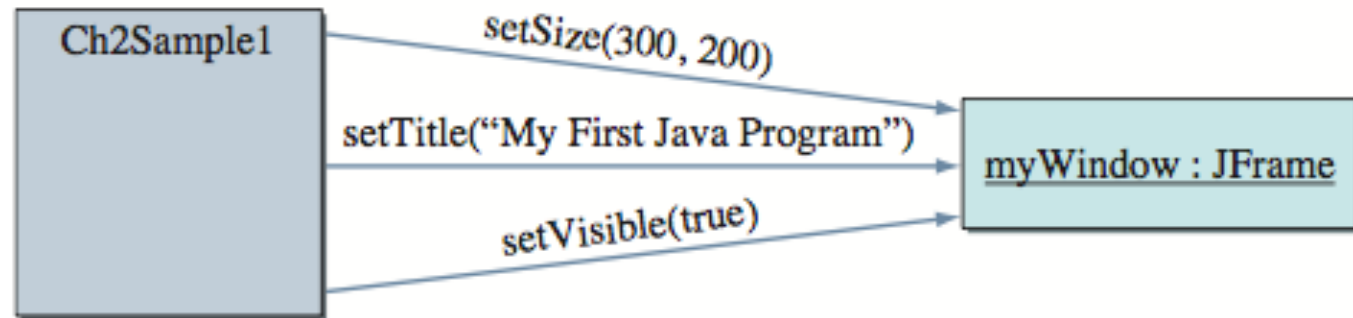 Ch2Sample1
setSize(300, 200)
setTitle(“My First Java Program”)
myWindow : JFrame
setVisible(true)